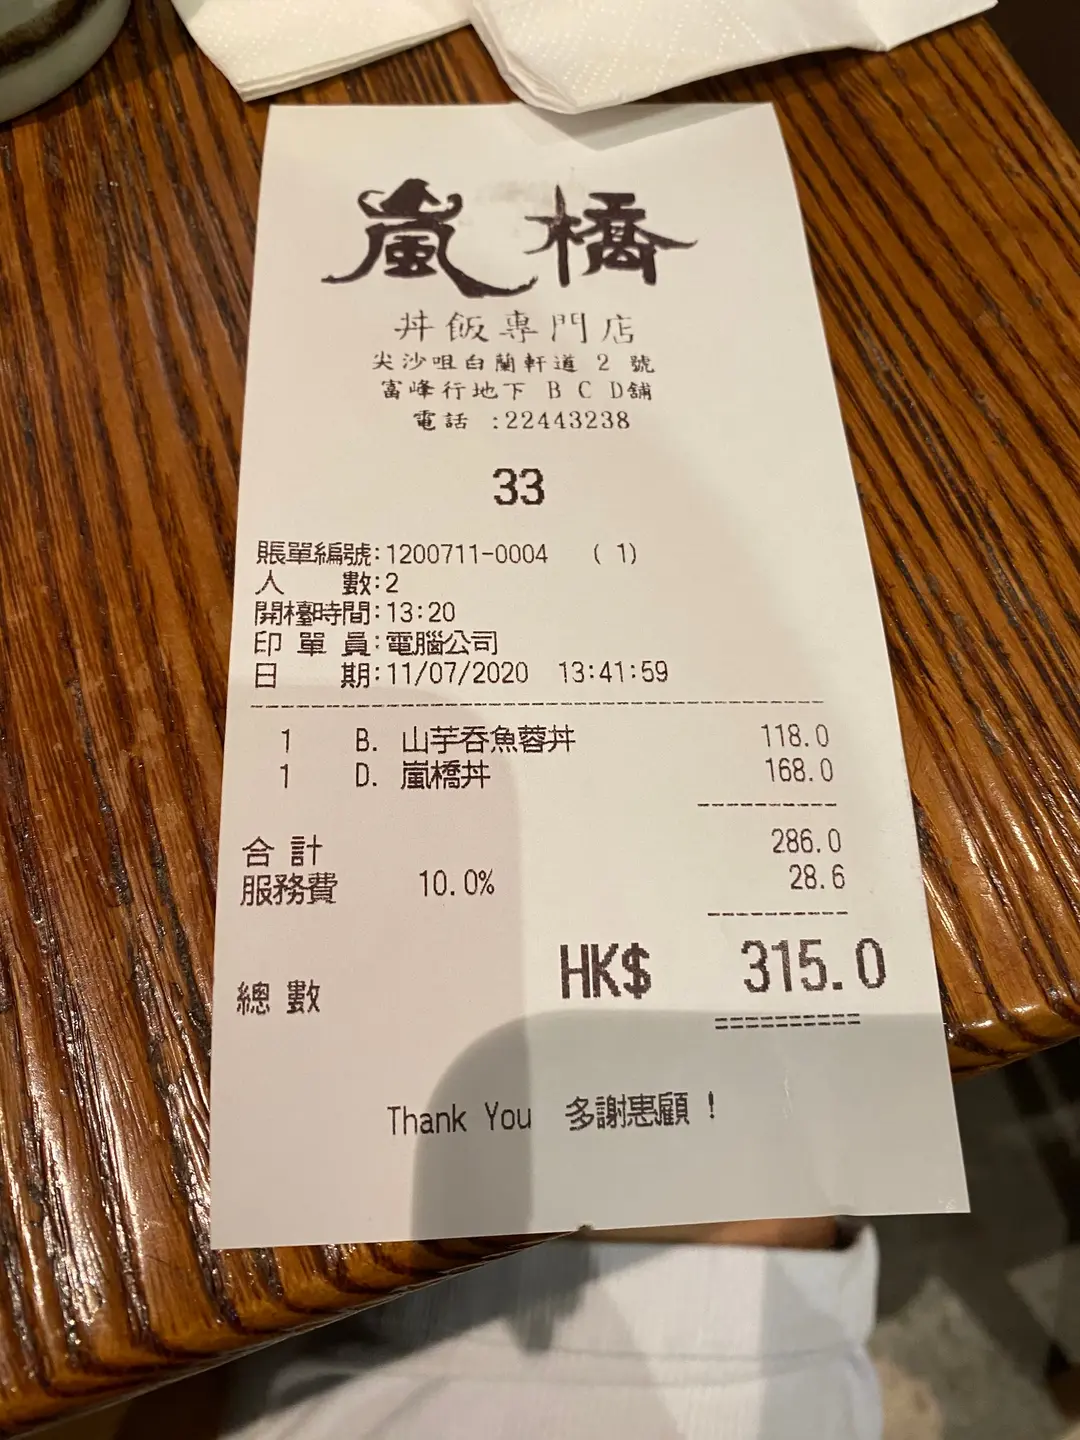 嵐橋
丼飯專門店
尖沙咀白蘭軒道 2 號
富峰行地下 B C D舖
電話 :22443238
33
賬單編號:1200711-0004 ( 1)
人 數:2
開檯時間:13:20
印 單 員:電腦公司
日 期:11/07/2020 13:41:59
1 B. 山芋吞魚蓉丼 118.0
1 D. 嵐橋丼 168.0
合 計 286.0
服務費 10.0% 28.6
總 數 HK$ 315.0
Thank You 多謝惠顧 !